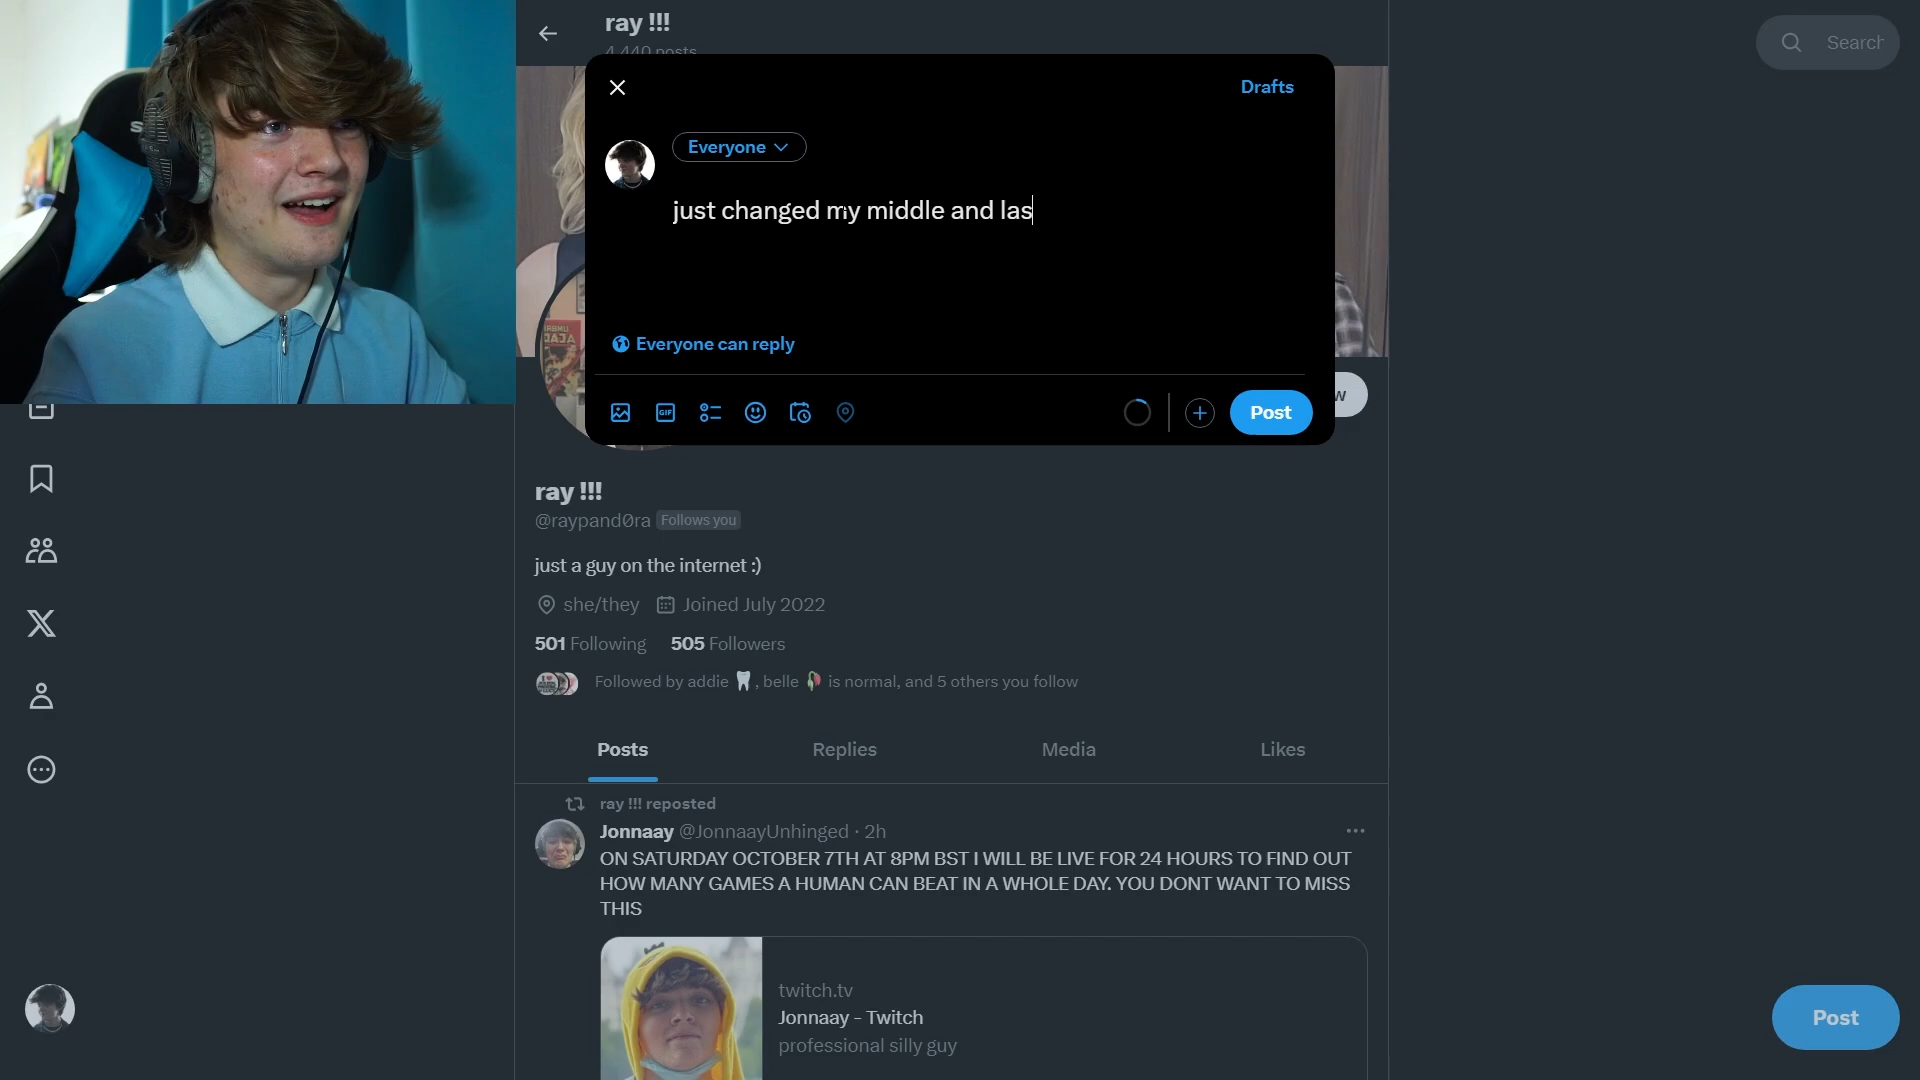 ray !!!
4,440 posts
Search
Drafts
Everyone
just changed my middle and las
Everyone can reply
GIF
Post
w
ray !!!
@raypand0ra Follows you
just a guy on the internet :)
she/they Joined July 2022
501 Following 505 Followers
Followed by addie 🦷, belle 🥀 is normal, and 5 others you follow
Posts Replies Media Likes
ray !!! reposted
Jonnaay @JonnaayUnhinged · 2h
ON SATURDAY OCTOBER 7TH AT 8PM BST I WILL BE LIVE FOR 24 HOURS TO FIND OUT
HOW MANY GAMES A HUMAN CAN BEAT IN A WHOLE DAY. YOU DONT WANT TO MISS
THIS
twitch.tv
Jonnaay - Twitch
professional silly guy
Post